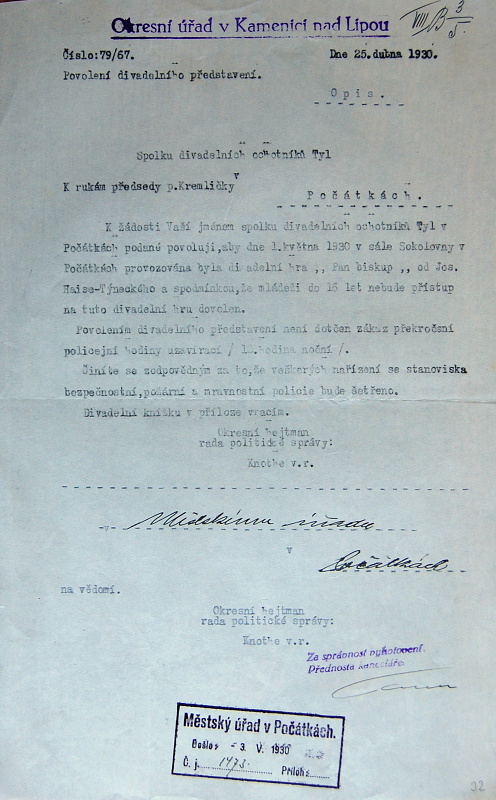 Okresní úřad v Kamenici nad Lipou
VIII/B 3/5.
Číslo:79/67. Dne 25.dubna 1930.
Povolení divadelního představení.
Opis.
Spolku divadelních ochotníků Tyl
v
K rukám předsedy p.Kremličky
Počátkách.
K žádosti Vaší jménem spolku divadelních ochotníků Tyl v
Počátkách podané povoluji,aby dne 1.května 1930 v sále Sokolovny v
Počátkách provozována byla divadelní hra ,, Pan biskup ,, od Jos.
Haise-Týneckého s podmínkou,že mládeži do 16 let nebude přístup
na tuto divadelní hru dovolen.
Povolením divadelního představení není dotčen zákaz překročení
policejní hodiny uzavírací / 12.hodina noční /.
Činíte se zodpovědným za to,že veškerých nařízení se stanoviska
bezpečnostní,požární a mravnostní policie bude šetřeno.
Divadelní knížku v příloze vracím.
Okresní hejtman
rada politické správy:
Knothe v.r.
Městskému úřadu
v
Počátkách
na vědomí.
Okresní hejtman
rada politické správy:
Knothe v.r.
Za správnost vyhotovení.
Přednosta kanceláře
Městský úřad v Počátkách.
Došlo: -3. V. 1930
Č. j. 1473. Příloh:
32